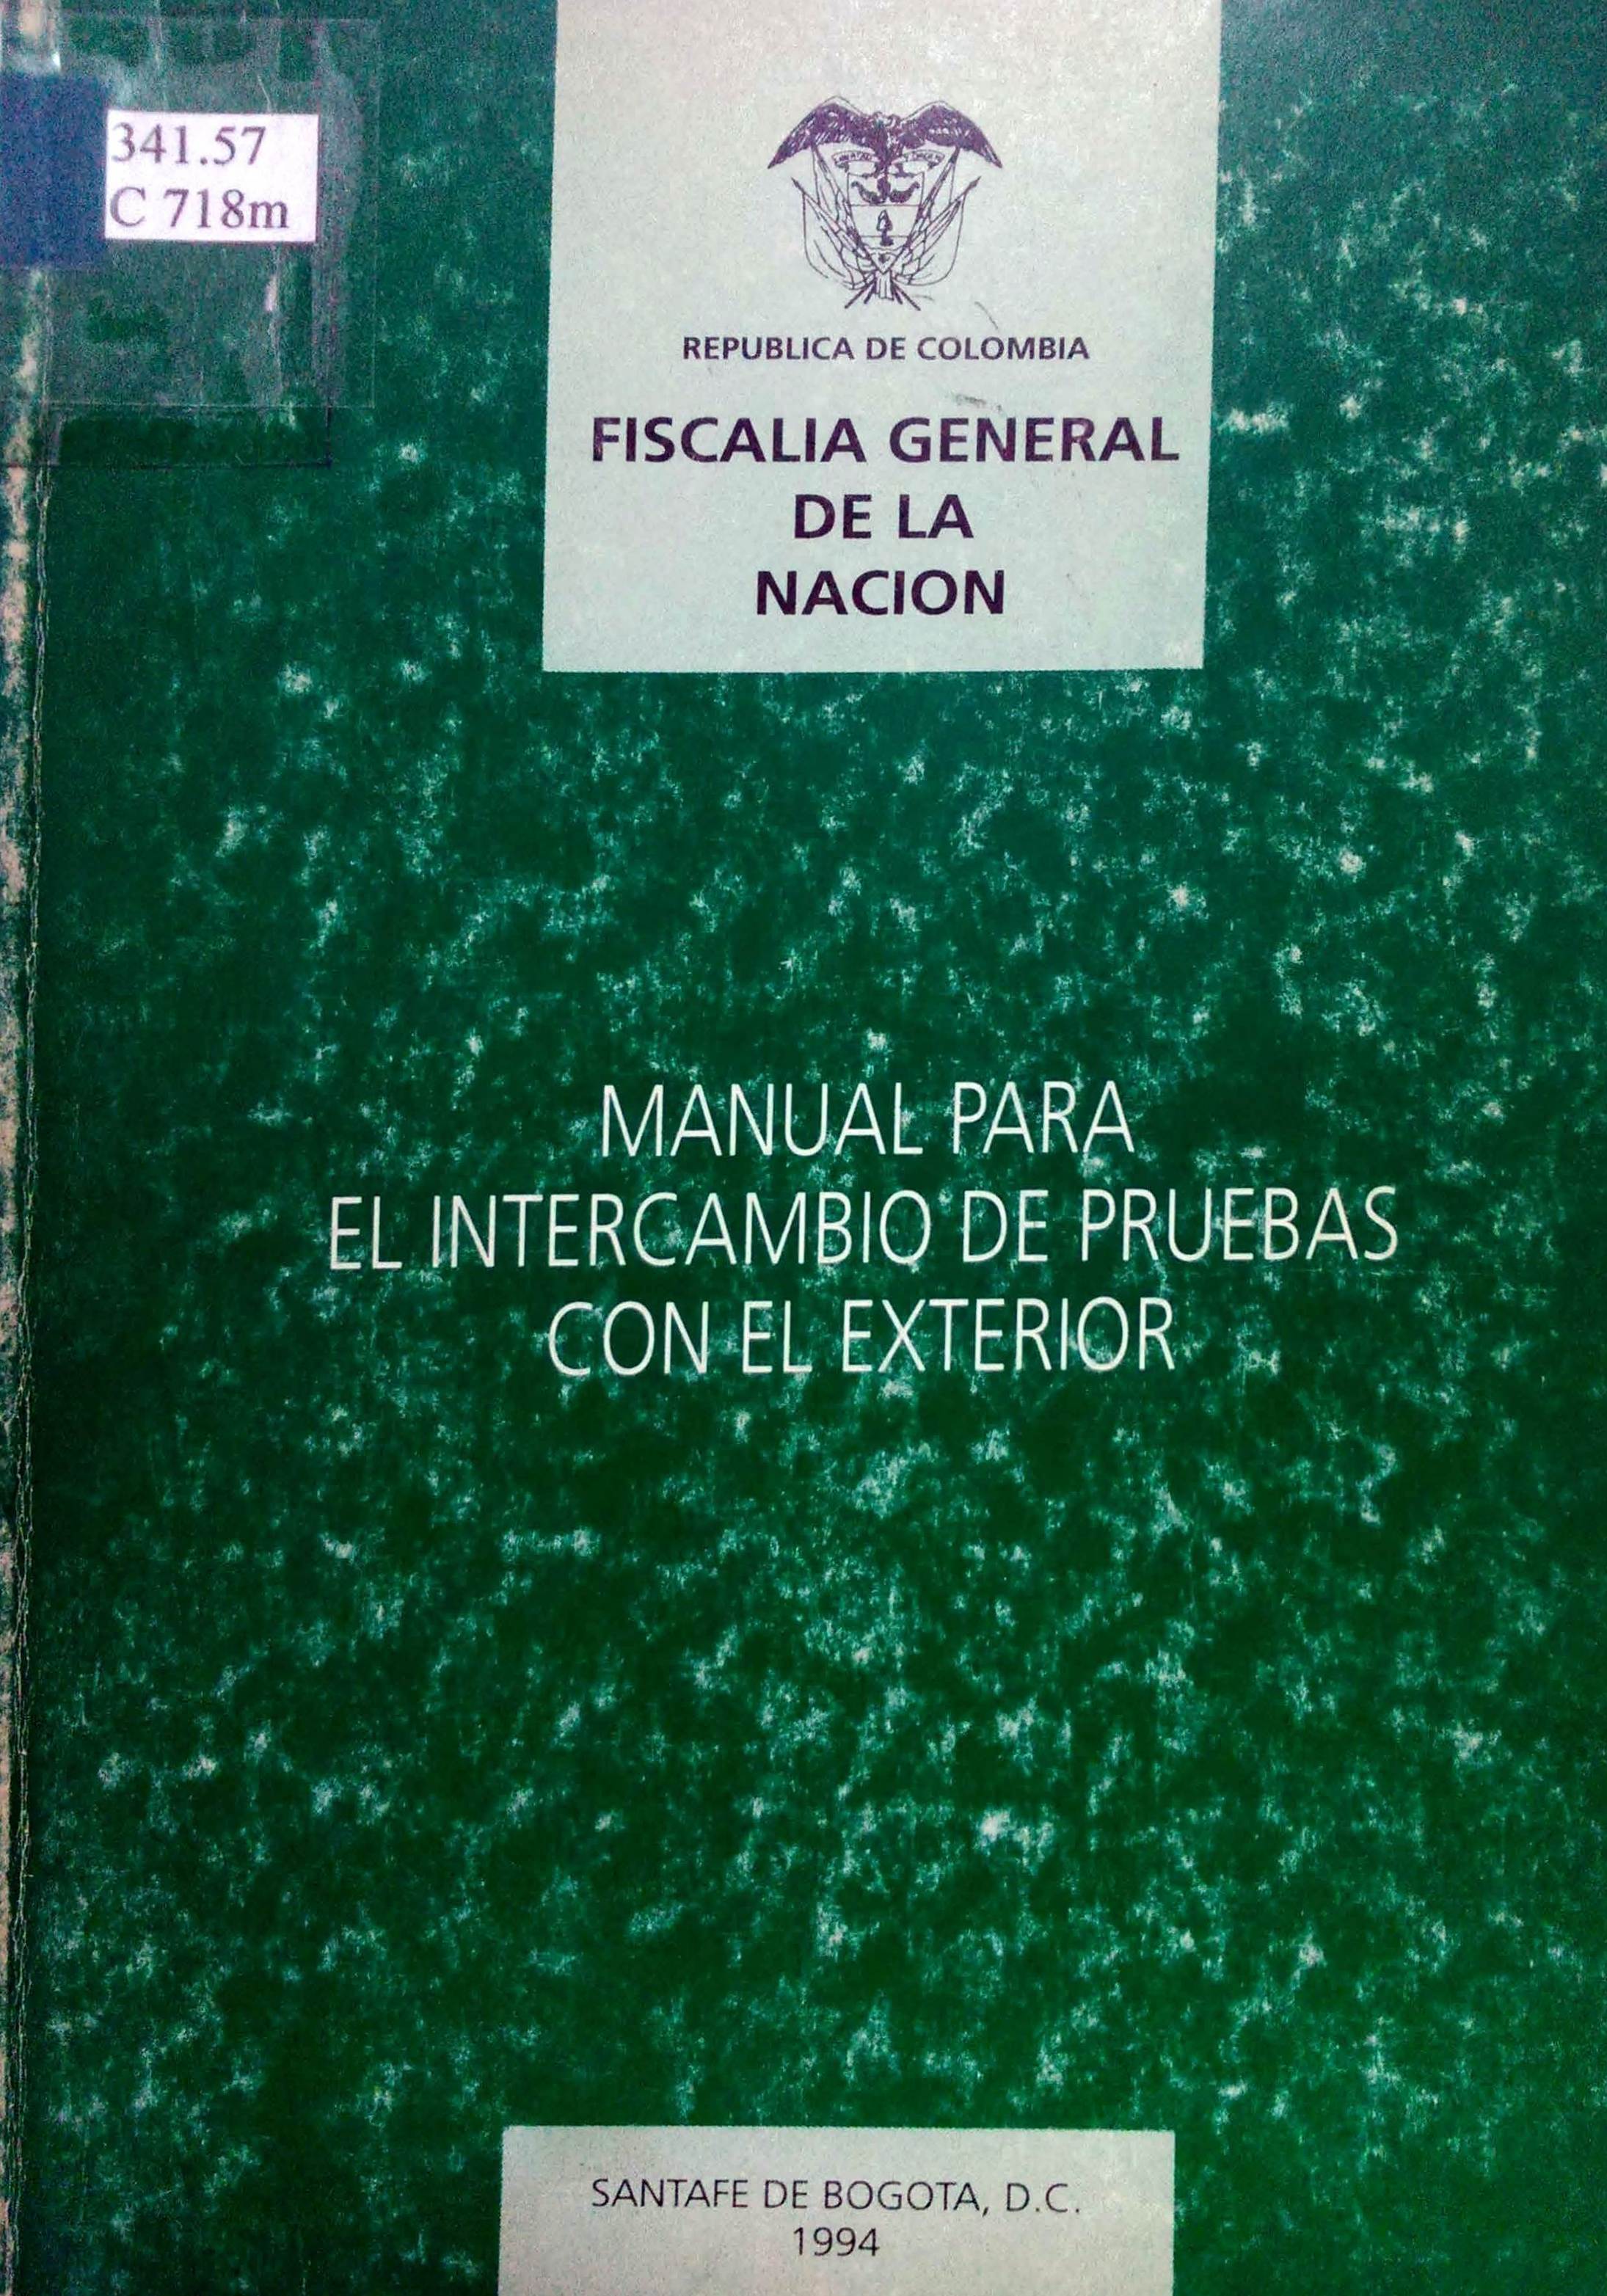 341.57
C 718m
REPUBLICA DE COLOMBIA
FISCALIA GENERAL
DE LA
NACION
MANUAL PARA
EL INTERCAMBIO DE PRUEBAS
CON EL EXTERIOR
SANTAFE DE BOGOTA, D.C.
1994